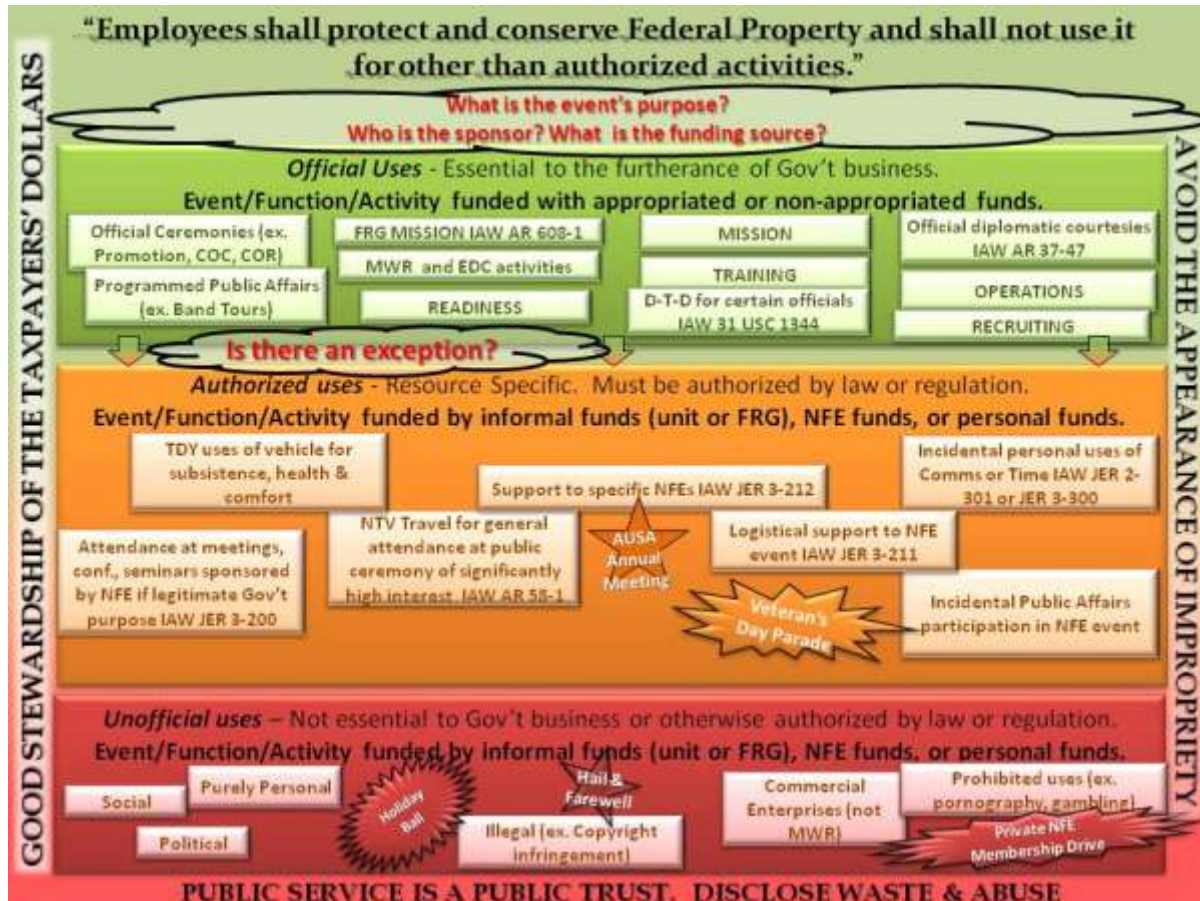 “Employees shall protect and conserve Federal Property and shall not use it
for other than authorized activities.”
What is the event's purpose?
Who is the sponsor? What is the funding source?
GOOD STEWARDSHIP OF THE TAXPAYERS' DOLLARS
AVOID THE APPEARANCE OF IMPROPRIETY
Official Uses - Essential to the furtherance of Gov't business.
Event/Function/Activity funded with appropriated or non-appropriated funds.
Official Ceremonies (ex.
Promotion, COC, COR)
Programmed Public Affairs
(ex. Band Tours)
FRG MISSION IAW AR 608-1
MWR and EDC activities
READINESS
MISSION
TRAINING
D-T-D for certain officials
IAW 31 USC 1344
Official diplomatic courtesies
IAW AR 37-47
OPERATIONS
RECRUITING
Is there an exception?
Authorized uses - Resource Specific. Must be authorized by law or regulation.
Event/Function/Activity funded by informal funds (unit or FRG), NFE funds, or personal funds.
TDY uses of vehicle for
subsistence, health &
comfort
Support to specific NFEs IAW JER 3-212
Incidental personal uses of
Comms or Time IAW JER 2-
301 or JER 3-300
Attendance at meetings,
conf., seminars sponsored
by NFE if legitimate Gov't
purpose IAW JER 3-200
NTV Travel for general
attendance at public
ceremony of significantly
high interest. IAW AR 58-1
AUSA
Annual
Meeting
Logistical support to NFE
event IAW JER 3-211
Veteran's
Day Parade
Incidental Public Affairs
participation in NFE event
Unofficial uses – Not essential to Gov't business or otherwise authorized by law or regulation.
Event/Function/Activity funded by informal funds (unit or FRG), NFE funds, or personal funds.
Social
Purely Personal
Political
Holiday
Ball
Hail &
Farewell
Illegal (ex. Copyright
infringement)
Commercial
Enterprises (not
MWR)
Prohibited uses (ex.
pornography, gambling)
Private NFE
Membership Drive
PUBLIC SERVICE IS A PUBLIC TRUST. DISCLOSE WASTE & ABUSE